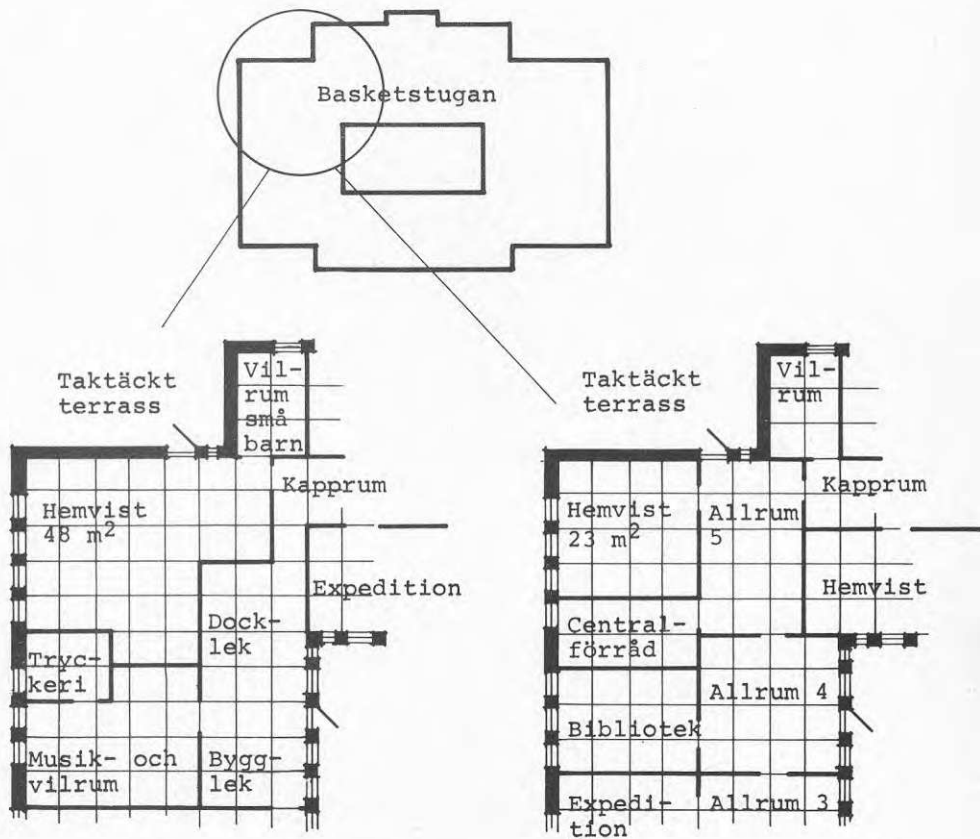 Basketstugan
Taktäckt
terrass
Vil-
rum
små
barn
Kapprum
Hemvist
48 m²
Expedition
Dock-
lek
Tryc-
keri
Musik- och
vilrum
Bygg-
lek
Taktäckt
terrass
Vil-
rum
Kapprum
Hemvist
23 m²
Allrum
5
Hemvist
Central-
förråd
Allrum 4
Bibliotek
Expedi-
tion
Allrum 3